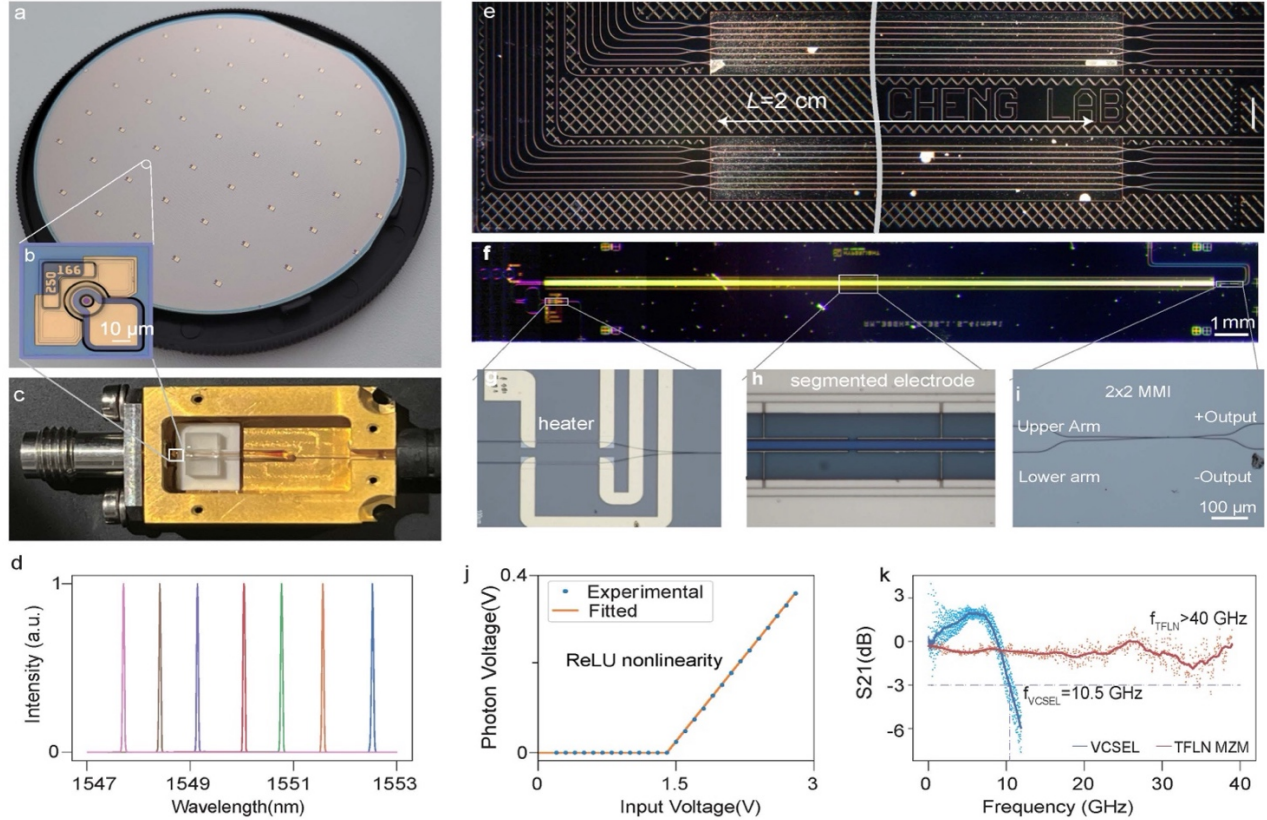 a
b
166
250
10 µm
c
d
Intensity (a.u.)
1
0
1547
1549
1551
1553
Wavelength(nm)
e
L=2 cm
CHENG LAB
f
1 mm
g
heater
h
segmented electrode
i
2x2 MMI
Upper Arm
+Output
Lower arm
-Output
100 µm
j
Photon Voltage(V)
0.4
0
Experimental
Fitted
ReLU nonlinearity
0
1.5
3
Input Voltage(V)
k
S21(dB)
3
0
-3
-6
fTFLN>40 GHz
fVCSEL=10.5 GHz
VCSEL
TFLN MZM
0
10
20
30
40
Frequency (GHz)